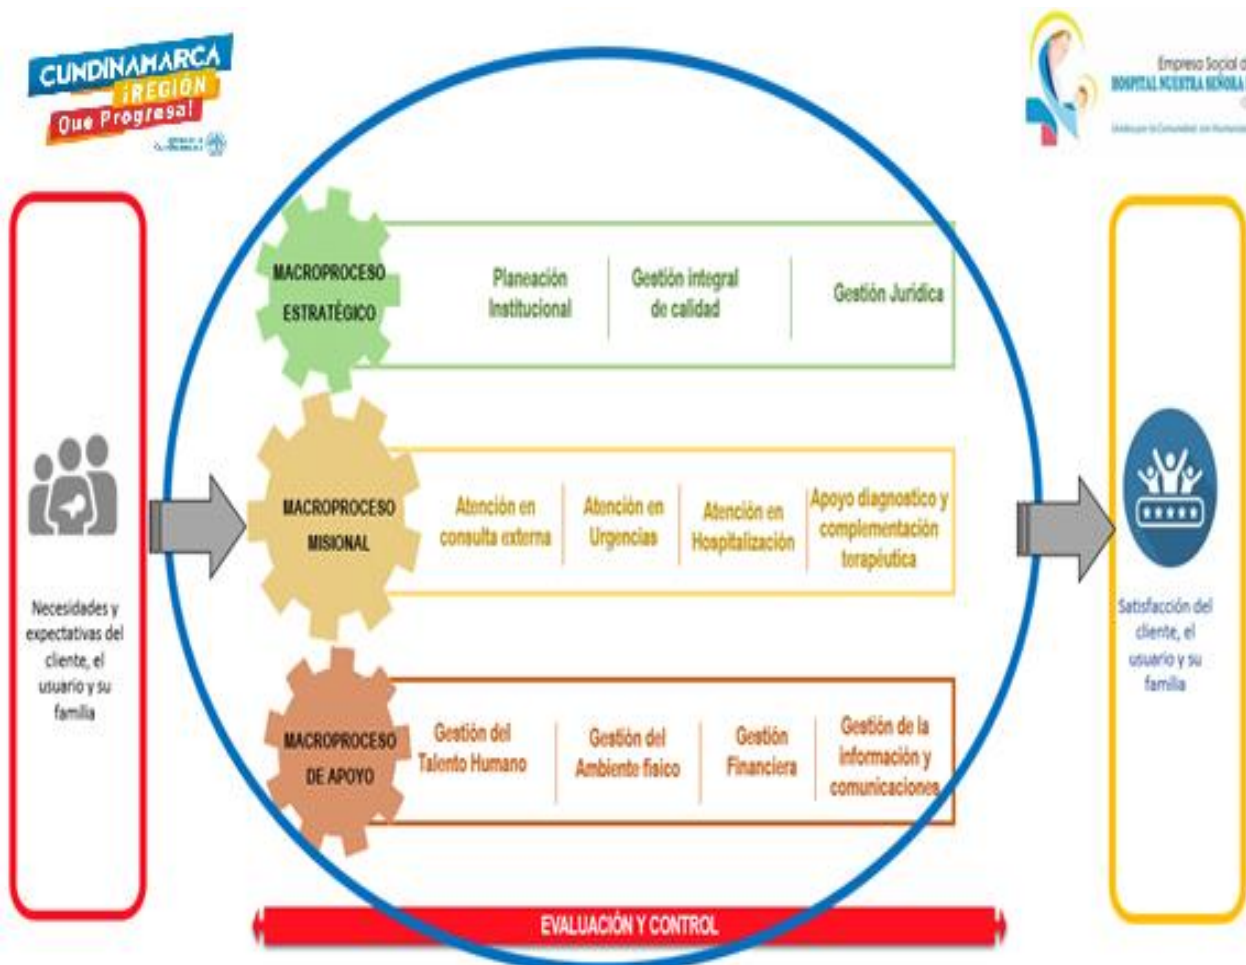 CUNDINAMARCA
¡REGIÓN
Que Progresa!
Empresa Social d
HOSPITAL NUESTRA SEÑORA
MACROPROCESO
ESTRATÉGICO
Planeación
Institucional
Gestión integral
de calidad
Gestión Jurídica
MACROPROCESO
MISIONAL
Atención en
consulta externa
Atención en
Urgencias
Atención en
Hospitalización
Apoyo diagnostico y
complementación
terapéutica
MACROPROCESO
DE APOYO
Gestión del
Talento Humano
Gestión del
Ambiente físico
Gestión
Financiera
Gestión de la
información y
comunicaciones
Necesidades y
expectativas del
cliente, el
usuario y su
familia
Satisfacción del
cliente, el
usuario y su
familia
EVALUACIÓN Y CONTROL